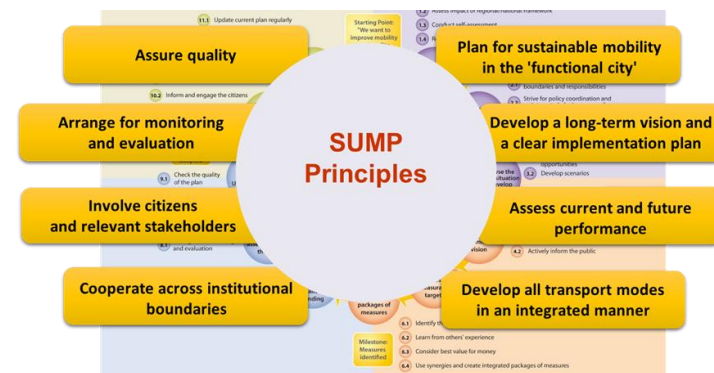 11.1 Update current plan regularly
Starting Point:
"We want to
improve mobility
1.2 Assess impact of regional/national framework
1.3 Conduct self-assessment
1.4
Assure quality
Plan for sustainable mobility
in the 'functional city'
10.2 Inform and engage the citizens
boundaries and responsibilities
Strive for policy coordination and
Arrange for monitoring
and evaluation
Develop a long-term vision and
a clear implementation plan
SUMP
Principles
opportunities
9.1 Check the quality
of the plan
3.2 Develop scenarios
Involve citizens
and relevant stakeholders
Assess current and future
performance
and evaluation
vision
4.2 Actively inform the public
Cooperate across institutional
boundaries
Develop all transport modes
in an integrated manner
target
packages of
measures
6.1 Identify
6.2 Learn from others' experience
Milestone:
Measures
identified
6.3 Consider best value for money
6.4 Use synergies and create integrated packages of measures